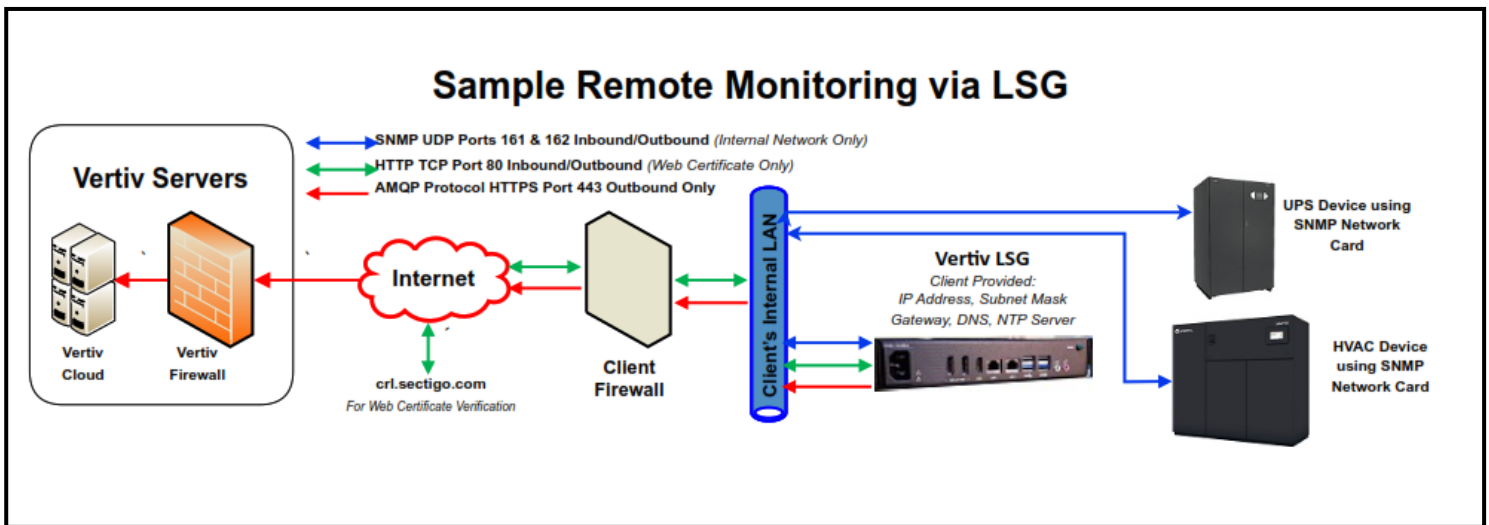 Sample Remote Monitoring via LSG
SNMP UDP Ports 161 & 162 Inbound/Outbound (Internal Network Only)
HTTP TCP Port 80 Inbound/Outbound (Web Certificate Only)
AMQP Protocol HTTPS Port 443 Outbound Only
Vertiv Servers
Vertiv
Cloud
Vertiv
Firewall
Internet
crl.sectigo.com
For Web Certificate Verification
Client
Firewall
Client's Internal LAN
Vertiv LSG
Client Provided:
IP Address, Subnet Mask
Gateway, DNS, NTP Server
UPS Device using
SNMP Network
Card
HVAC Device
using SNMP
Network Card